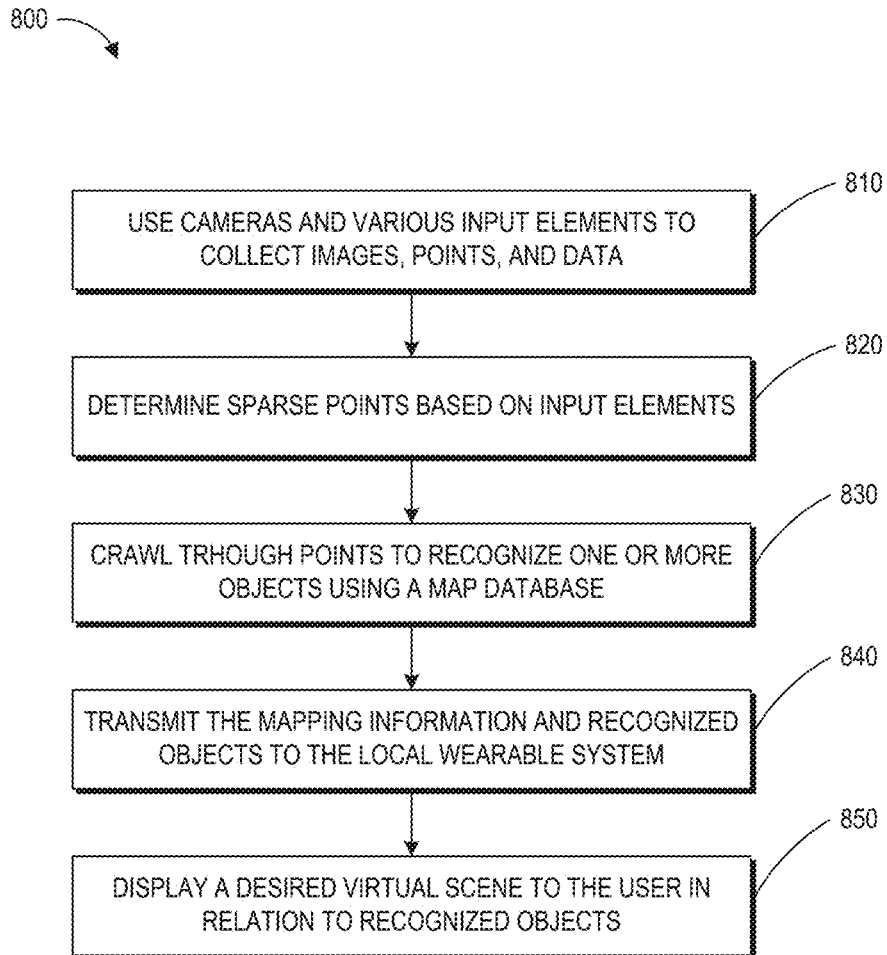 800
810
USE CAMERAS AND VARIOUS INPUT ELEMENTS TO
COLLECT IMAGES, POINTS, AND DATA
820
DETERMINE SPARSE POINTS BASED ON INPUT ELEMENTS
830
CRAWL TRHOUGH POINTS TO RECOGNIZE ONE OR MORE
OBJECTS USING A MAP DATABASE
840
TRANSMIT THE MAPPING INFORMATION AND RECOGNIZED
OBJECTS TO THE LOCAL WEARABLE SYSTEM
850
DISPLAY A DESIRED VIRTUAL SCENE TO THE USER IN
RELATION TO RECOGNIZED OBJECTS